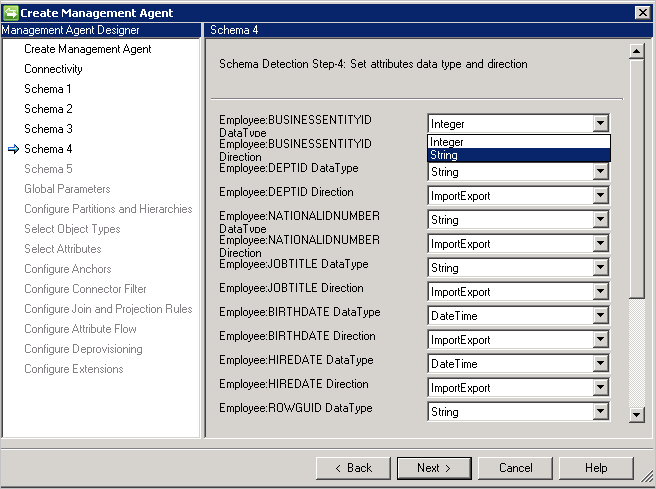 Create Management Agent
Management Agent Designer
Create Management Agent
Connectivity
Schema 1
Schema 2
Schema 3
Schema 4
Schema 5
Global Parameters
Configure Partitions and Hierarchies
Select Object Types
Select Attributes
Configure Anchors
Configure Connector Filter
Configure Join and Projection Rules
Configure Attribute Flow
Configure Deprovisioning
Configure Extensions
Schema 4
Schema Detection Step-4: Set attributes data type and direction
Employee:BUSINESSENTITYID
DataType
Integer
Integer
String
Employee:BUSINESSENTITYID
Direction
Employee:DEPTID DataType
String
Employee:DEPTID Direction
ImportExport
Employee:NATIONALIDNUMBER
DataType
String
Employee:NATIONALIDNUMBER
Direction
ImportExport
Employee:JOBTITLE DataType
String
Employee:JOBTITLE Direction
ImportExport
Employee:BIRTHDATE DataType
DateTime
Employee:BIRTHDATE Direction
ImportExport
Employee:HIREDATE DataType
DateTime
Employee:HIREDATE Direction
ImportExport
Employee:ROWGUID DataType
String
< Back
Next >
Cancel
Help